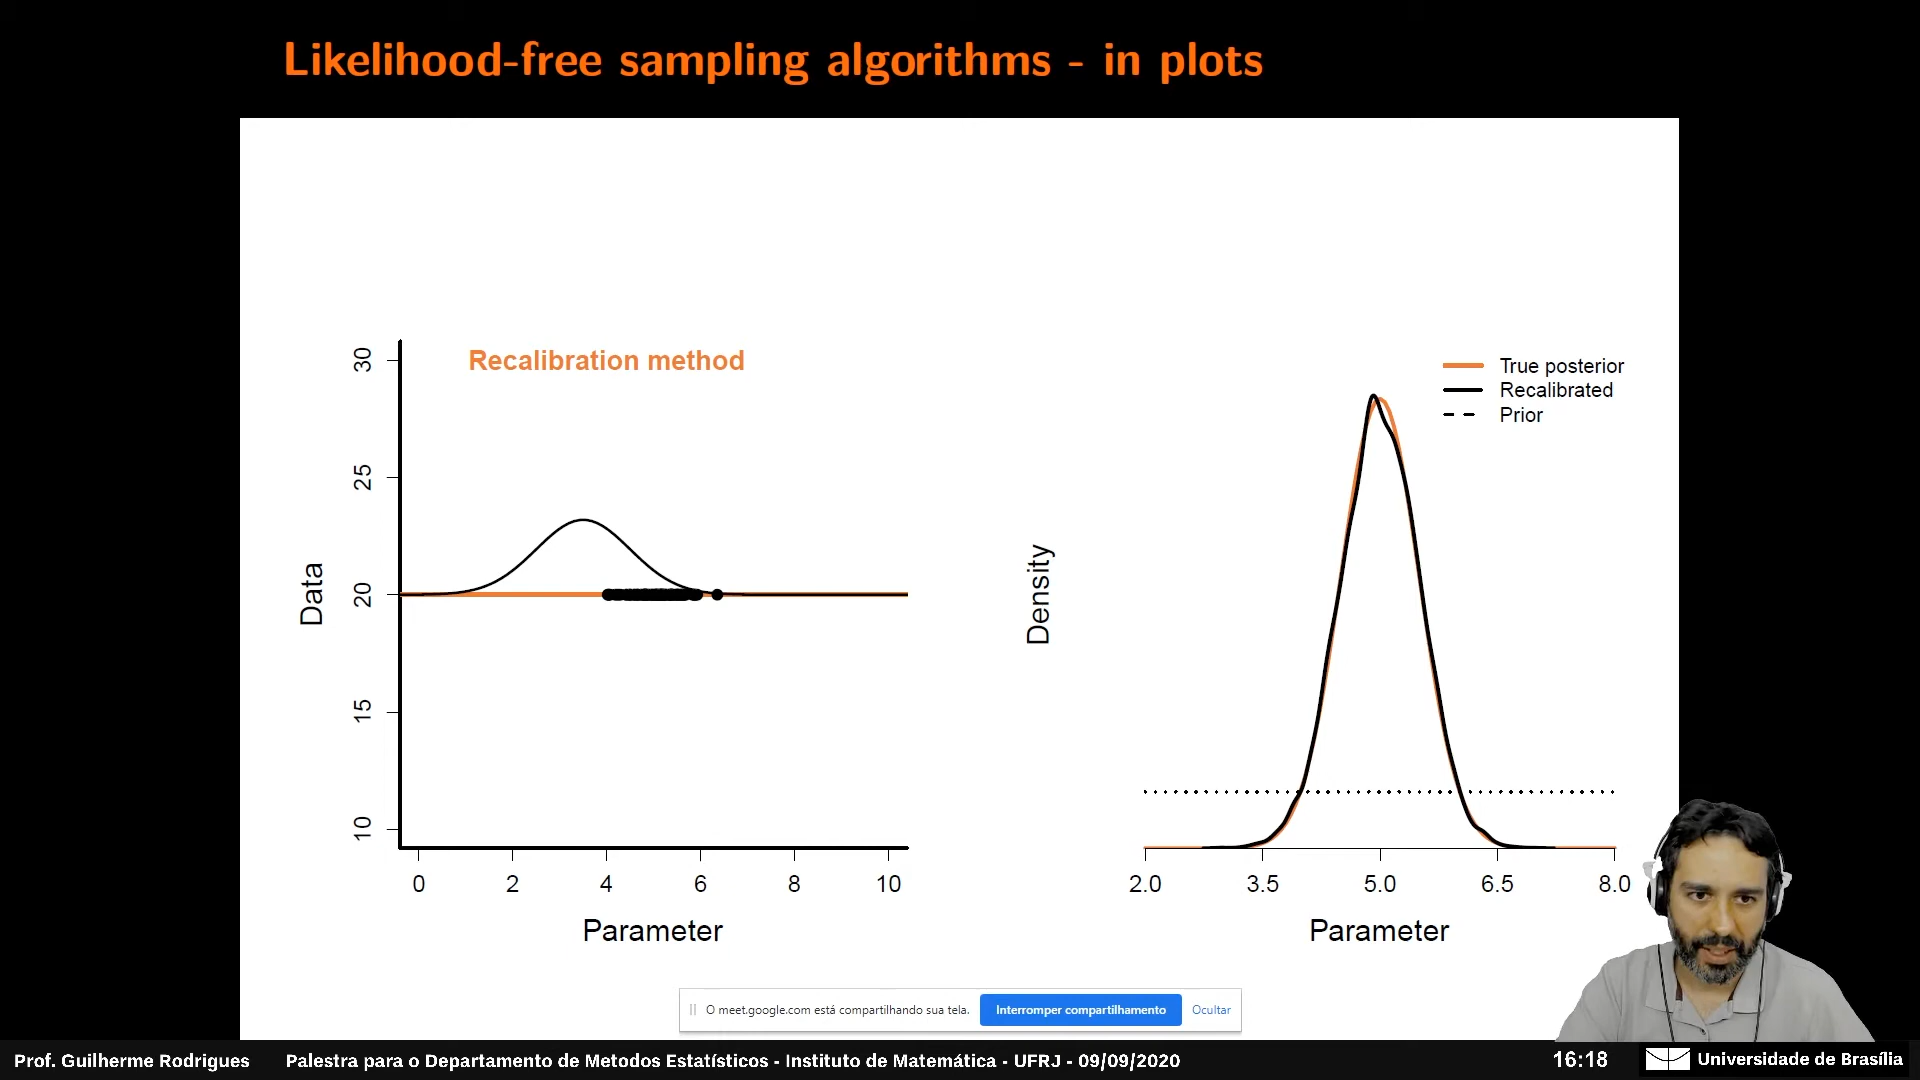 Likelihood-free sampling algorithms - in plots
Recalibration method
30
25
20
15
10
Data
0 2 4 6 8 10
Parameter
True posterior
Recalibrated
Prior
Density
2.0 3.5 5.0 6.5 8.0
Parameter
O meet.google.com está compartilhando sua tela. Interromper compartilhamento Ocultar
Prof. Guilherme Rodrigues Palestra para o Departamento de Metodos Estatísticos - Instituto de Matemática - UFRJ - 09/09/2020 16:18 Universidade de Brasília